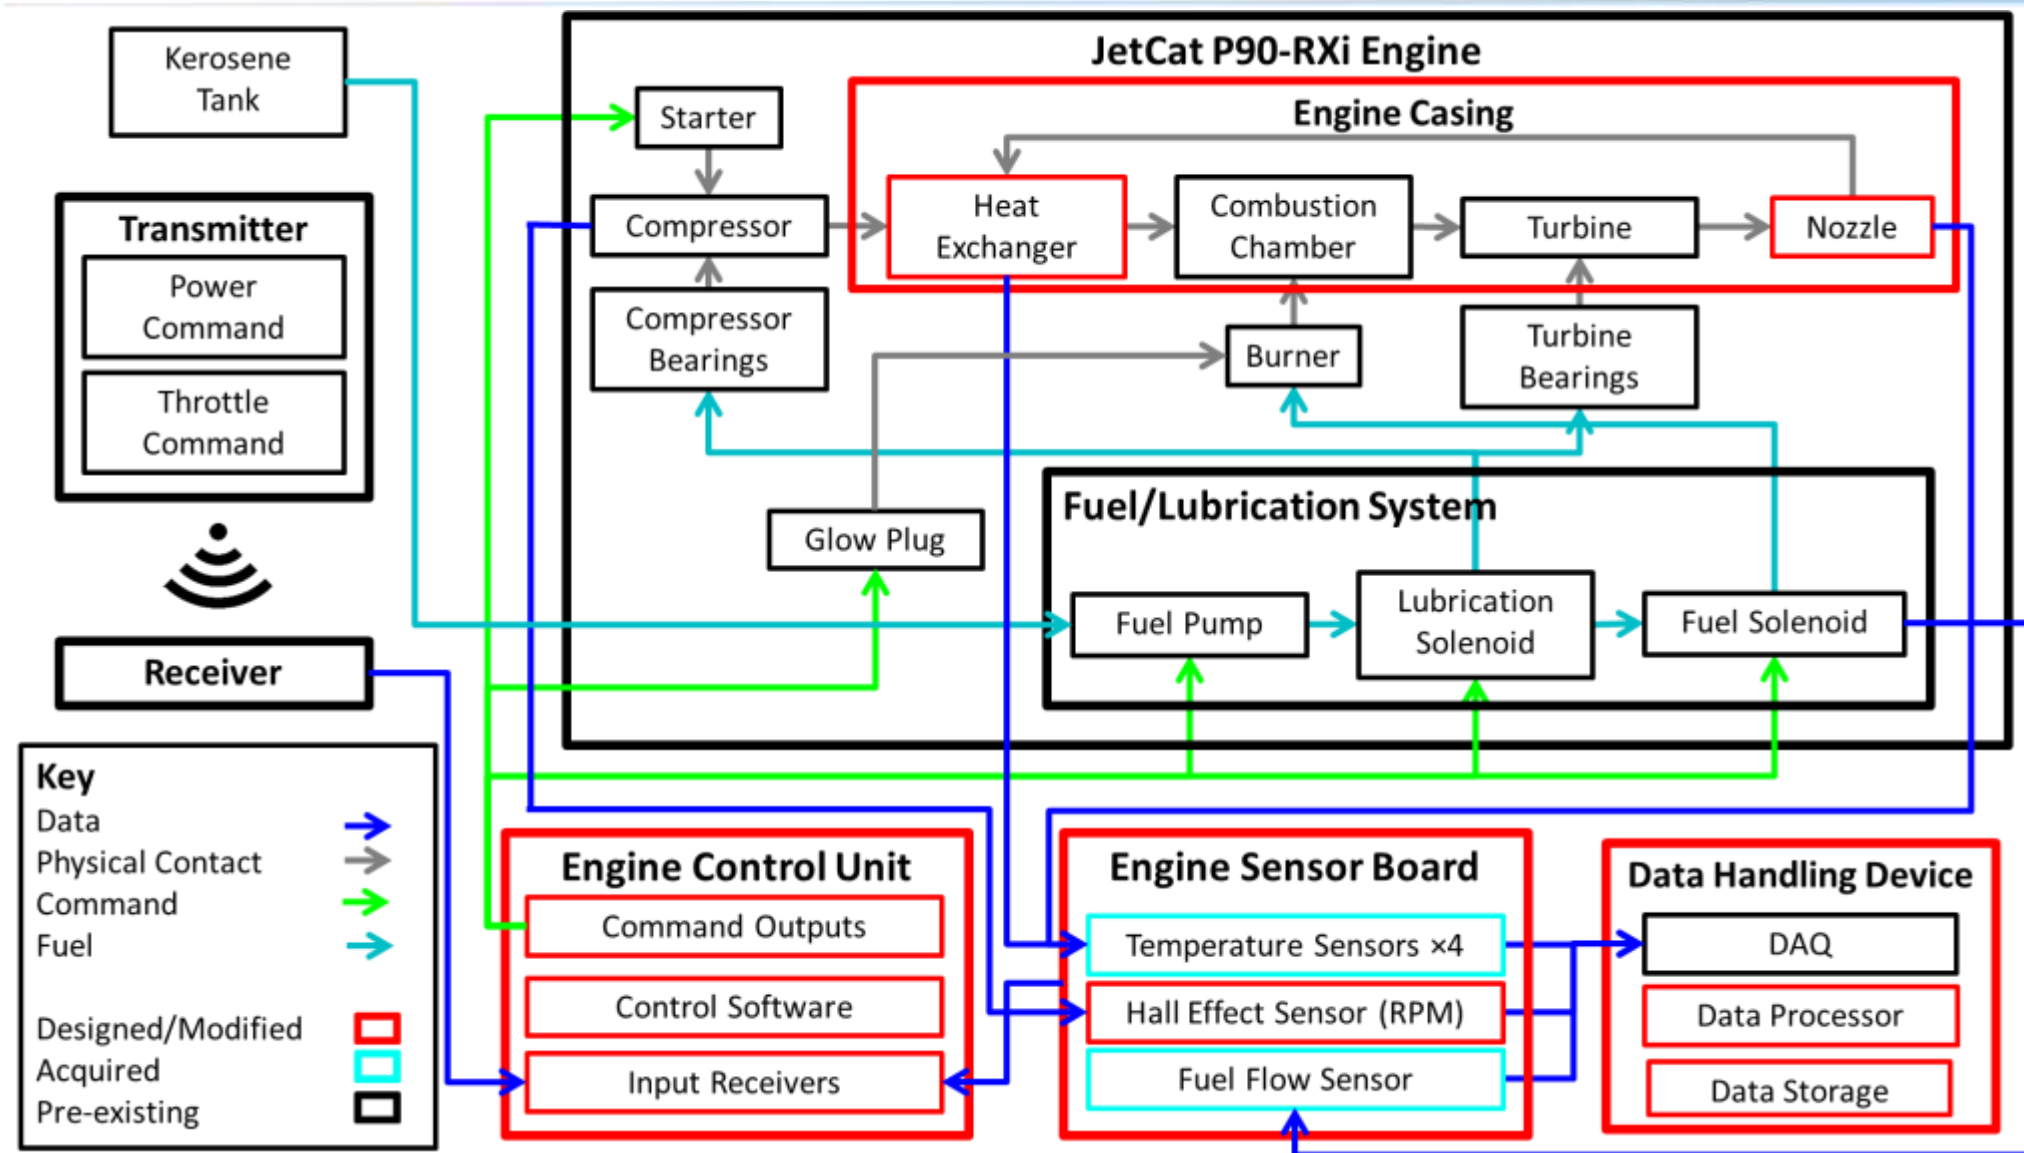 Kerosene
Tank
Transmitter
Power
Command
Throttle
Command
Receiver
Key
Data
Physical Contact
Command
Fuel
Designed/Modified
Acquired
Pre-existing
JetCat P90-RXi Engine
Engine Casing
Starter
Compressor
Heat
Exchanger
Combustion
Chamber
Turbine
Nozzle
Compressor
Bearings
Burner
Turbine
Bearings
Glow Plug
Fuel/Lubrication System
Fuel Pump
Lubrication
Solenoid
Fuel Solenoid
Engine Control Unit
Command Outputs
Control Software
Input Receivers
Engine Sensor Board
Temperature Sensors ×4
Hall Effect Sensor (RPM)
Fuel Flow Sensor
Data Handling Device
DAQ
Data Processor
Data Storage